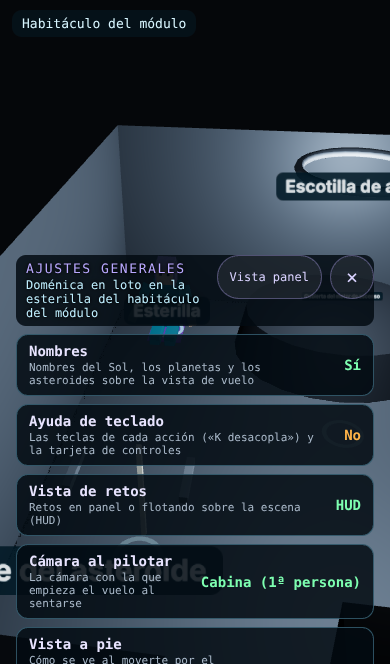 Habitáculo del módulo
Escotilla de a
AJUSTES GENERALES
Doménica en loto en la
esterilla del habitáculo
del módulo
Vista panel
×
Esterilla
Nombres
Nombres del Sol, los planetas y los
asteroides sobre la vista de vuelo
Sí
Ayuda de teclado
Las teclas de cada acción («K desacopla») y
la tarjeta de controles
No
Vista de retos
Retos en panel o flotando sobre la escena
(HUD)
HUD
e del asteroide
Cámara al pilotar
La cámara con la que
empieza el vuelo al
sentarse
Cabina (1ª persona)
Vista a pie
Cómo se ve al moverte por el